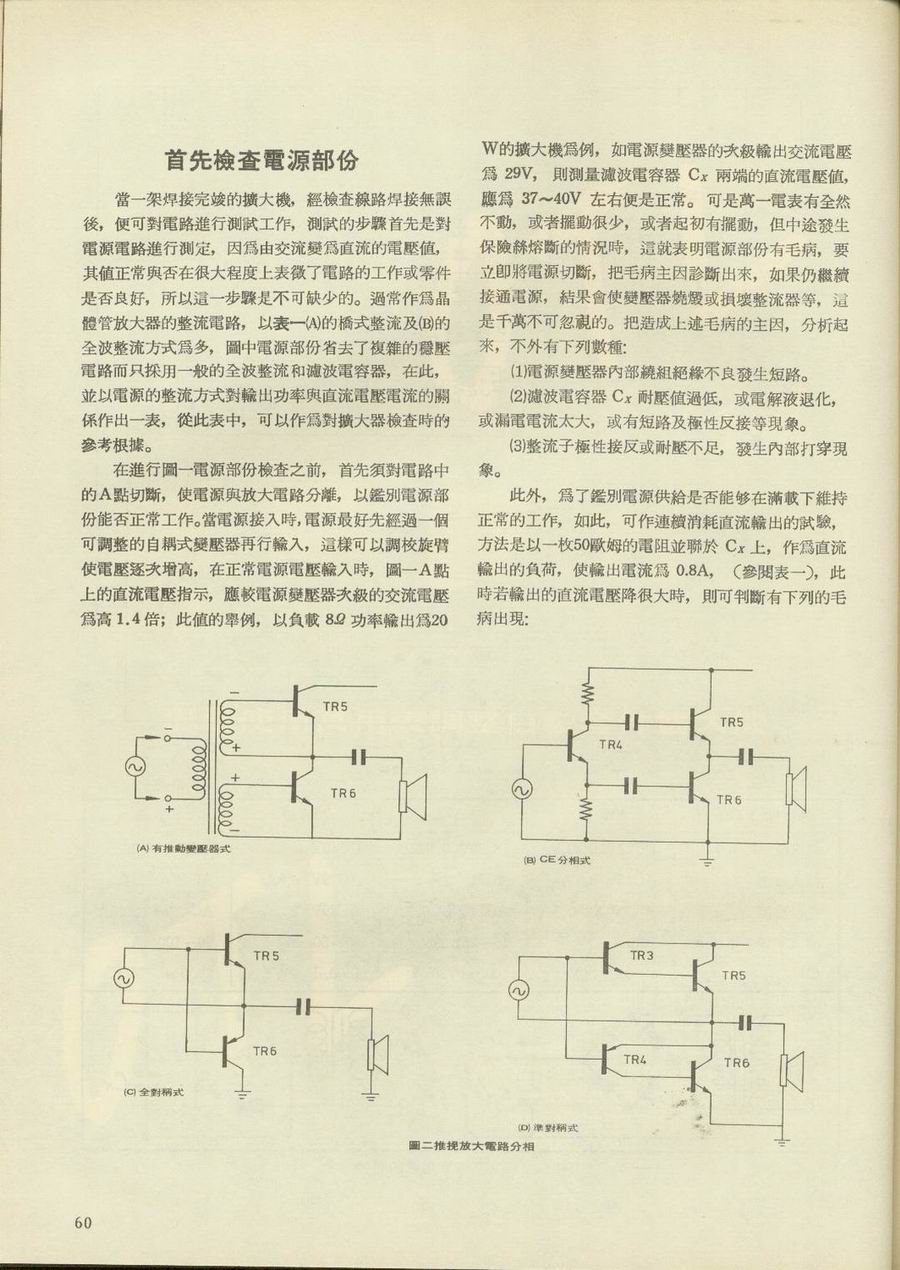 首先檢查電源部份
當一架焊接完竣的擴大機，經檢查線路焊接無誤
後，便可對電路進行測試工作，測試的步驟首先是對
電源電路進行測定，因爲由交流變爲直流的電壓值，
其值正常與否在很大程度上表徵了電路的工作或零件
是否良好，所以這一步驟是不可缺少的。過常作爲晶
體管放大器的整流電路，以表一(A)的橋式整流及(B)的
全波整流方式爲多，圖中電源部份省去了複雜的穩壓
電路而只採用一般的全波整流和濾波電容器，在此，
並以電源的整流方式對輸出功率與直流電壓電流的關
係作出一表，從此表中，可以作爲對擴大器檢查時的
參考根據。
在進行圖一電源部份檢查之前，首先須對電路中
的A點切斷，使電源與放大電路分離，以鑑別電源部
份能否正常工作。當電源接入時，電源最好先經過一個
可調整的自耦式變壓器再行輸入，這樣可以調校旋臂
使電壓逐次增高，在正常電源電壓輸入時，圖一A點
上的直流電壓指示，應較電源變壓器次級的交流電壓
爲高1.4倍；此值的舉例，以負載 8Ω 功率輸出爲20
W的擴大機爲例，如電源變壓器的次級輸出交流電壓
爲 29V， 則測量濾波電容器 Cx 兩端的直流電壓値，
應爲 37～40V 左右便是正常。可是萬一電表有全然
不動，或者擺動很少，或者起初有擺動，但中途發生
保險絲熔斷的情況時，這就表明電源部份有毛病，要
立卽將電源切斷，把毛病主因診斷出來，如果仍繼續
接通電源，結果會使變壓器燒燬或損壞整流器等，這
是千萬不可忽視的。把造成上述毛病的主因，分析起
來，不外有下列數種:
(1)電源變壓器內部繞組絕緣不良發生短路。
(2)濾波電容器 Cx 耐壓値過低，或電解液退化，
或漏電電流太大，或有短路及極性反接等現象。
(3)整流子極性接反或耐壓不足，發生內部打穿現
象。
此外，爲了鑑別電源供給是否能够在滿載下維持
正常的工作，如此，可作連續消耗直流輸出的試驗，
方法是以一枚50歐姆的電阻並聯於 Cx 上，作爲直流
輸出的負荷，使輸出電流爲 0.8A， （參閱表一），此
時若輸出的直流電壓降很大時，則可判斷有下列的毛
病出現:
TR5
TR6
(A) 有推動變壓器式
TR4
TR5
TR6
(B) CE分相式
TR5
TR6
(C) 全對稱式
TR3
TR5
TR4
TR6
(D) 準對稱式
圖二推挽放大電路分相
60